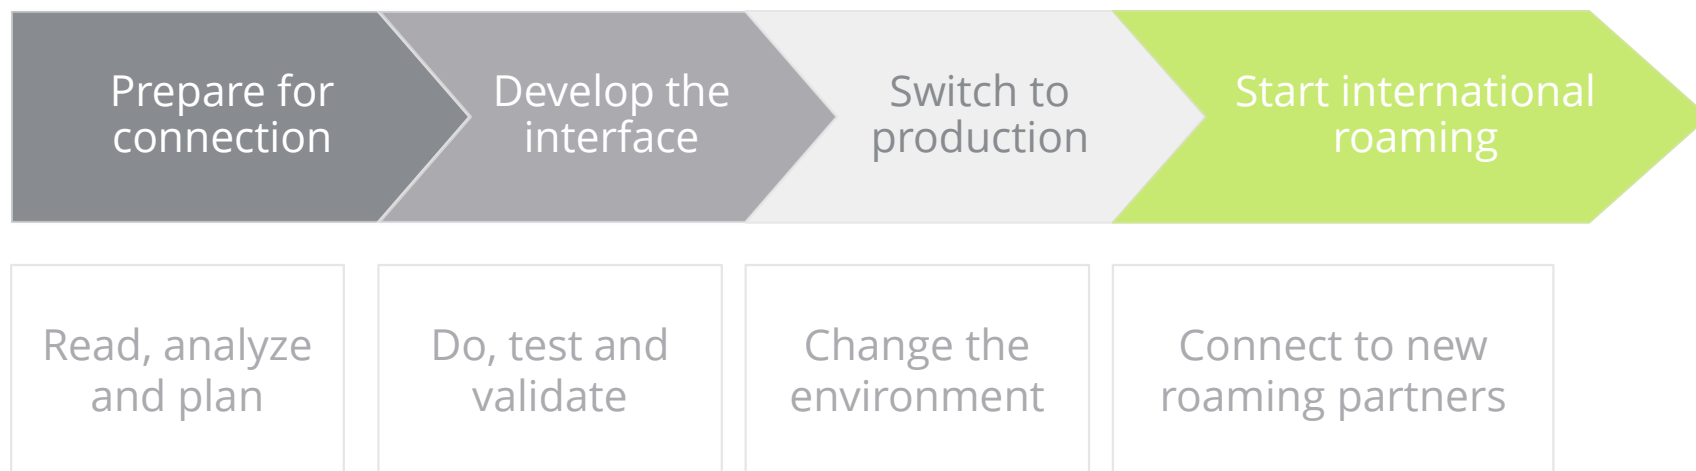 Prepare for
connection
Develop the
interface
Switch to
production
Start international
roaming
Read, analyze
and plan
Do, test and
validate
Change the
environment
Connect to new
roaming partners